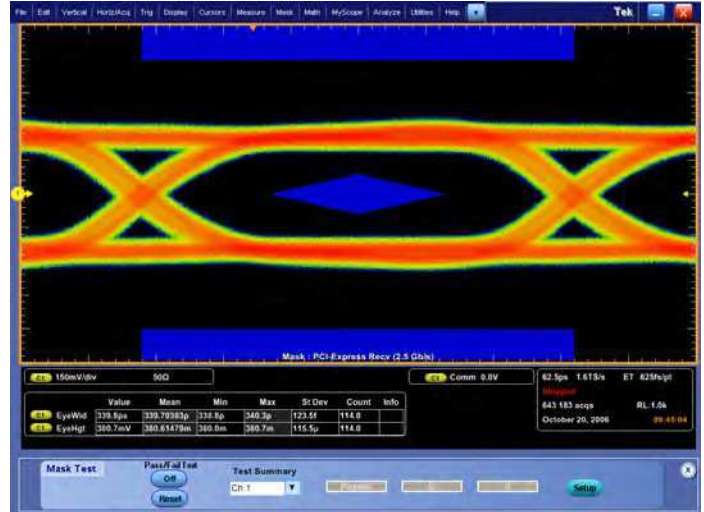 File Edit Vertical Horiz/Acq Trig Display Cursors Measure Mask Math MyScope Analyze Utilities Help Tek
Mask : PCI-Express Recv (2.5 Gb/s)
C1 150mV/div 50Ω C1 Comm 0.0V
62.5ps 1.6TS/s ET 625fs/pt
Stopped
643 183 acqs RL:1.0k
October 20, 2006 09:45:04
Value Mean Min Max St Dev Count Info
C1 EyeWid 339.8ps 339.79383p 338.8p 340.3p 123.5f 114.0
C1 EyeHgt 380.7mV 380.61479m 380.0m 380.7m 115.5µ 114.0
Mask Test
Pass/Fail Test
Off
Reset
Test Summary
Ch 1
Setup
X